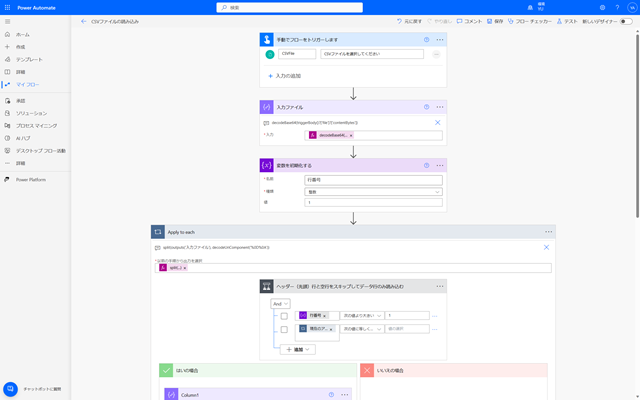 Power Automate
検索
環境
CSVファイルの読み込み
元に戻す やり直し コメント 保存 フロー チェッカー テスト 新しいデザイナー
ホーム
作成
テンプレート
詳細
マイ フロー
承認
ソリューション
プロセス マイニング
AI ハブ
デスクトップ フロー活動
詳細
Power Platform
チャットボットに質問
手動でフローをトリガーします
CSVFile CSVファイルを選択してください
入力の追加
入力ファイル
*入力
decodeBase64(... ×
変数を初期化する
*名前 行番号
*種類 整数
値 1
Apply to each
split(outputs('入力ファイル'), decodeUriComponent('%0D%0A'))
*以前の手順から出力を選択
split(...) ×
ヘッダー（先頭）行と空行をスキップしてデータ行のみ読み込む
And
行番号 × 次の値より大きい 1
現在のア... × 次の値に等しく... 値の選択
追加
はいの場合
いいえの場合
Column1